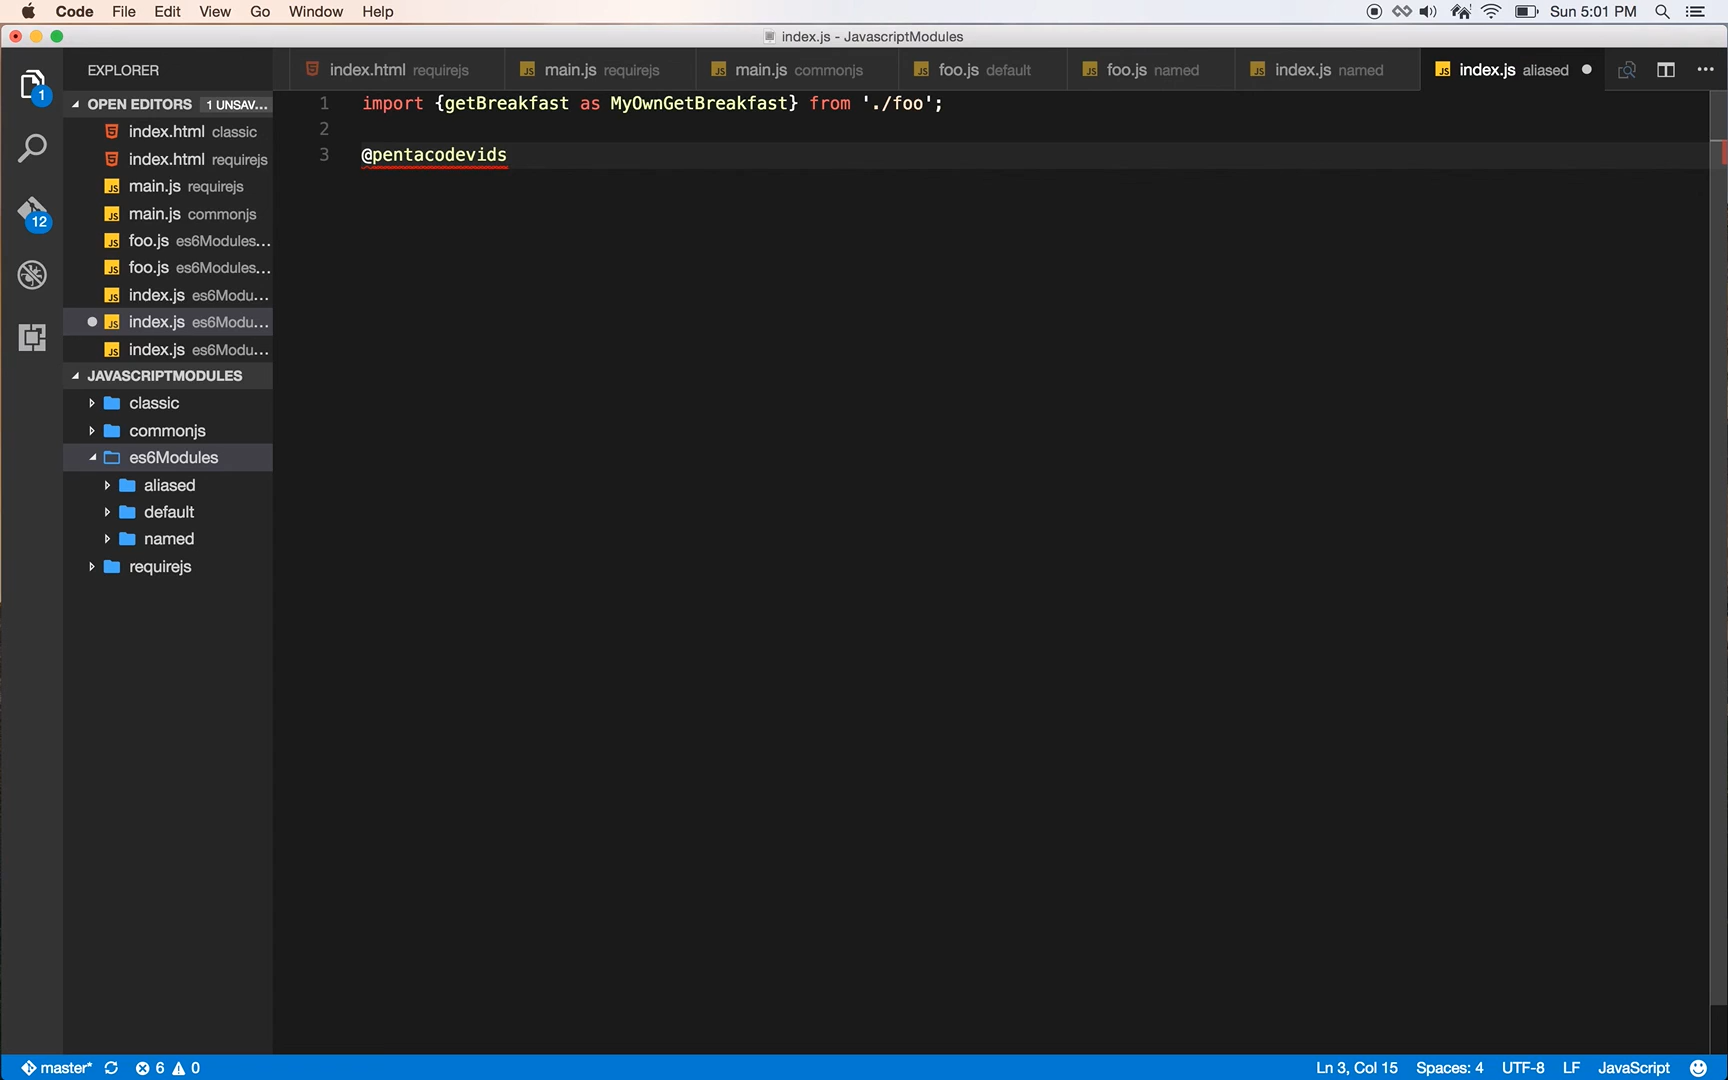 Code File Edit View Go Window Help Sun 5:01 PM
index.js - JavascriptModules
EXPLORER
index.html requirejs main.js requirejs main.js commonjs foo.js default foo.js named index.js named index.js aliased
OPEN EDITORS 1 UNSAV...
index.html classic
index.html requirejs
main.js requirejs
main.js commonjs
foo.js es6Modules...
foo.js es6Modules...
index.js es6Modu...
index.js es6Modu...
index.js es6Modu...
JAVASCRIPTMODULES
classic
commonjs
es6Modules
aliased
default
named
requirejs
1
12
1 import {getBreakfast as MyOwnGetBreakfast} from './foo';
2
3 @pentacodevids
master* 6 0 Ln 3, Col 15 Spaces: 4 UTF-8 LF JavaScript